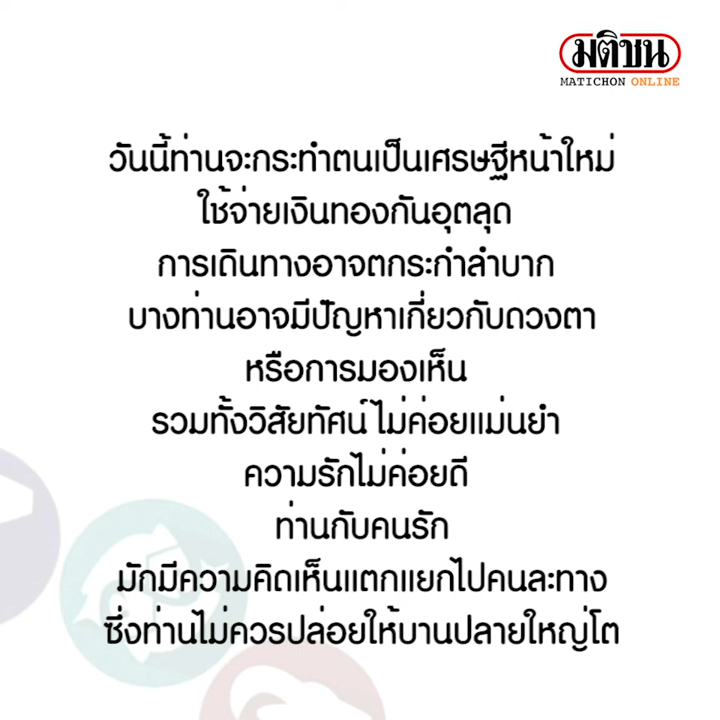 มติชน
MATICHON ONLINE
วันนี้ท่านจะกระทำตนเป็นเศรษฐีหน้าใหม่
ใช้จ่ายเงินทองกันอุตลุด
การเดินทางอาจตกระกำลำบาก
บางท่านอาจมีปัญหาเกี่ยวกับดวงตา
หรือการมองเห็น
รวมทั้งวิสัยทัศน์ ไม่ค่อยแม่นยำ
ความรักไม่ค่อยดี
ท่านกับคนรัก
มักมีความคิดเห็นแตกแยกไปคนละทาง
ซึ่งท่านไม่ควรปล่อยให้บานปลายใหญ่โต